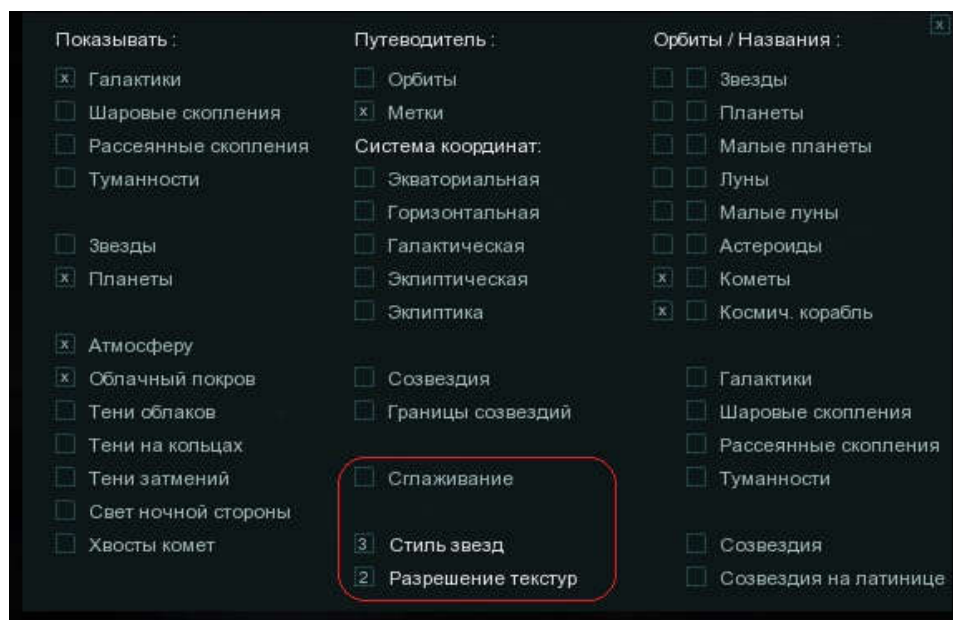 x
Показывать :
x Галактики
Шаровые скопления
Рассеянные скопления
Туманности
Звезды
x Планеты
x Атмосферу
x Облачный покров
Тени облаков
Тени на кольцах
Тени затмений
Свет ночной стороны
Хвосты комет
Путеводитель :
Орбиты
x Метки
Система координат:
Экваториальная
Горизонтальная
Галактическая
Эклиптическая
Эклиптика
Созвездия
Границы созвездий
Сглаживание
3 Стиль звезд
2 Разрешение текстур
Орбиты / Названия :
Звезды
Планеты
Малые планеты
Луны
Малые луны
Астероиды
x Кометы
x Космич. корабль
Галактики
Шаровые скопления
Рассеянные скопления
Туманности
Созвездия
Созвездия на латинице